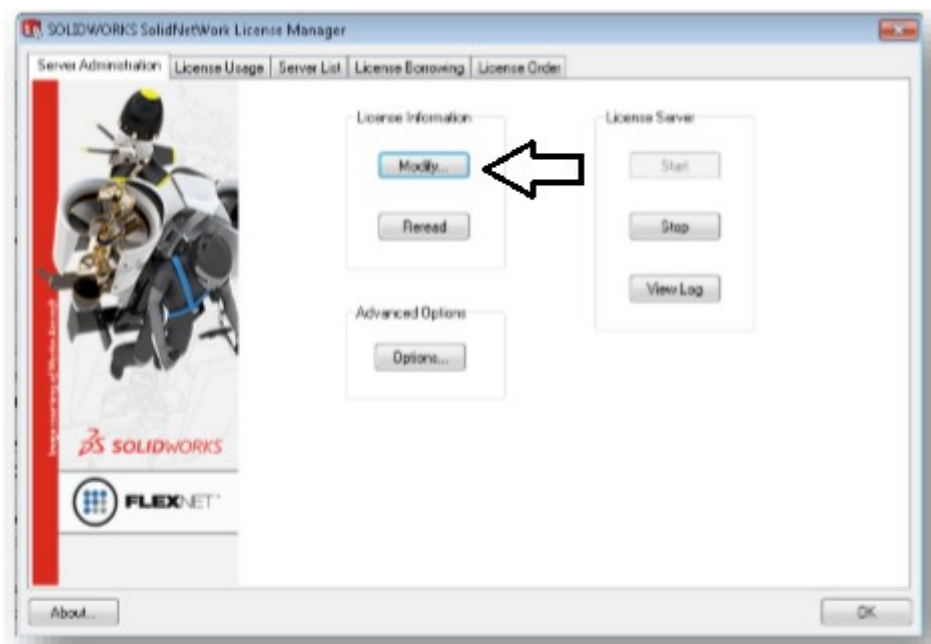 SOLIDWORKS SolidNetWork License Manager
Server Administration License Usage Server List License Borrowing License Order
License Information
Modify...
Reread
License Server
Start
Stop
View Log
Advanced Options
Options...
SOLIDWORKS
FLEXNET
About...
OK